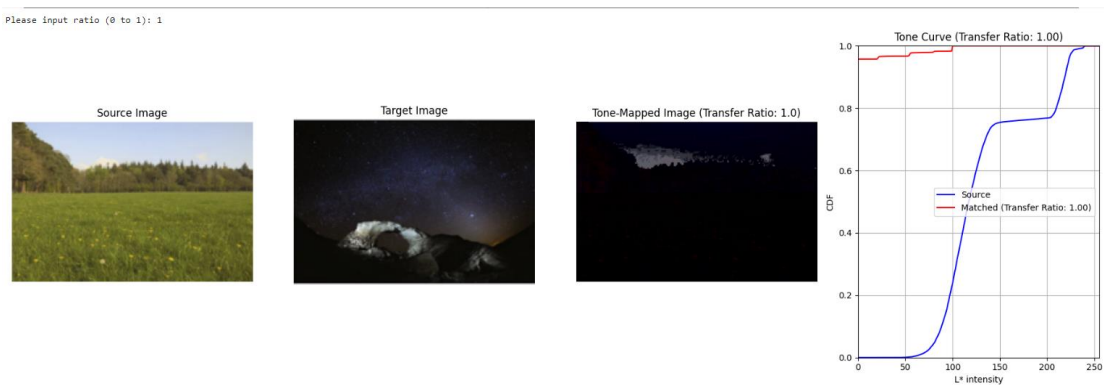 Please input ratio (0 to 1): 1
Source Image
Target Image
Tone-Mapped Image (Transfer Ratio: 1.0)
Tone Curve (Transfer Ratio: 1.00)
1.0
0.8
0.6
0.4
0.2
0.0
CDF
Source
Matched (Transfer Ratio: 1.00)
0 50 100 150 200 250
L* intensity